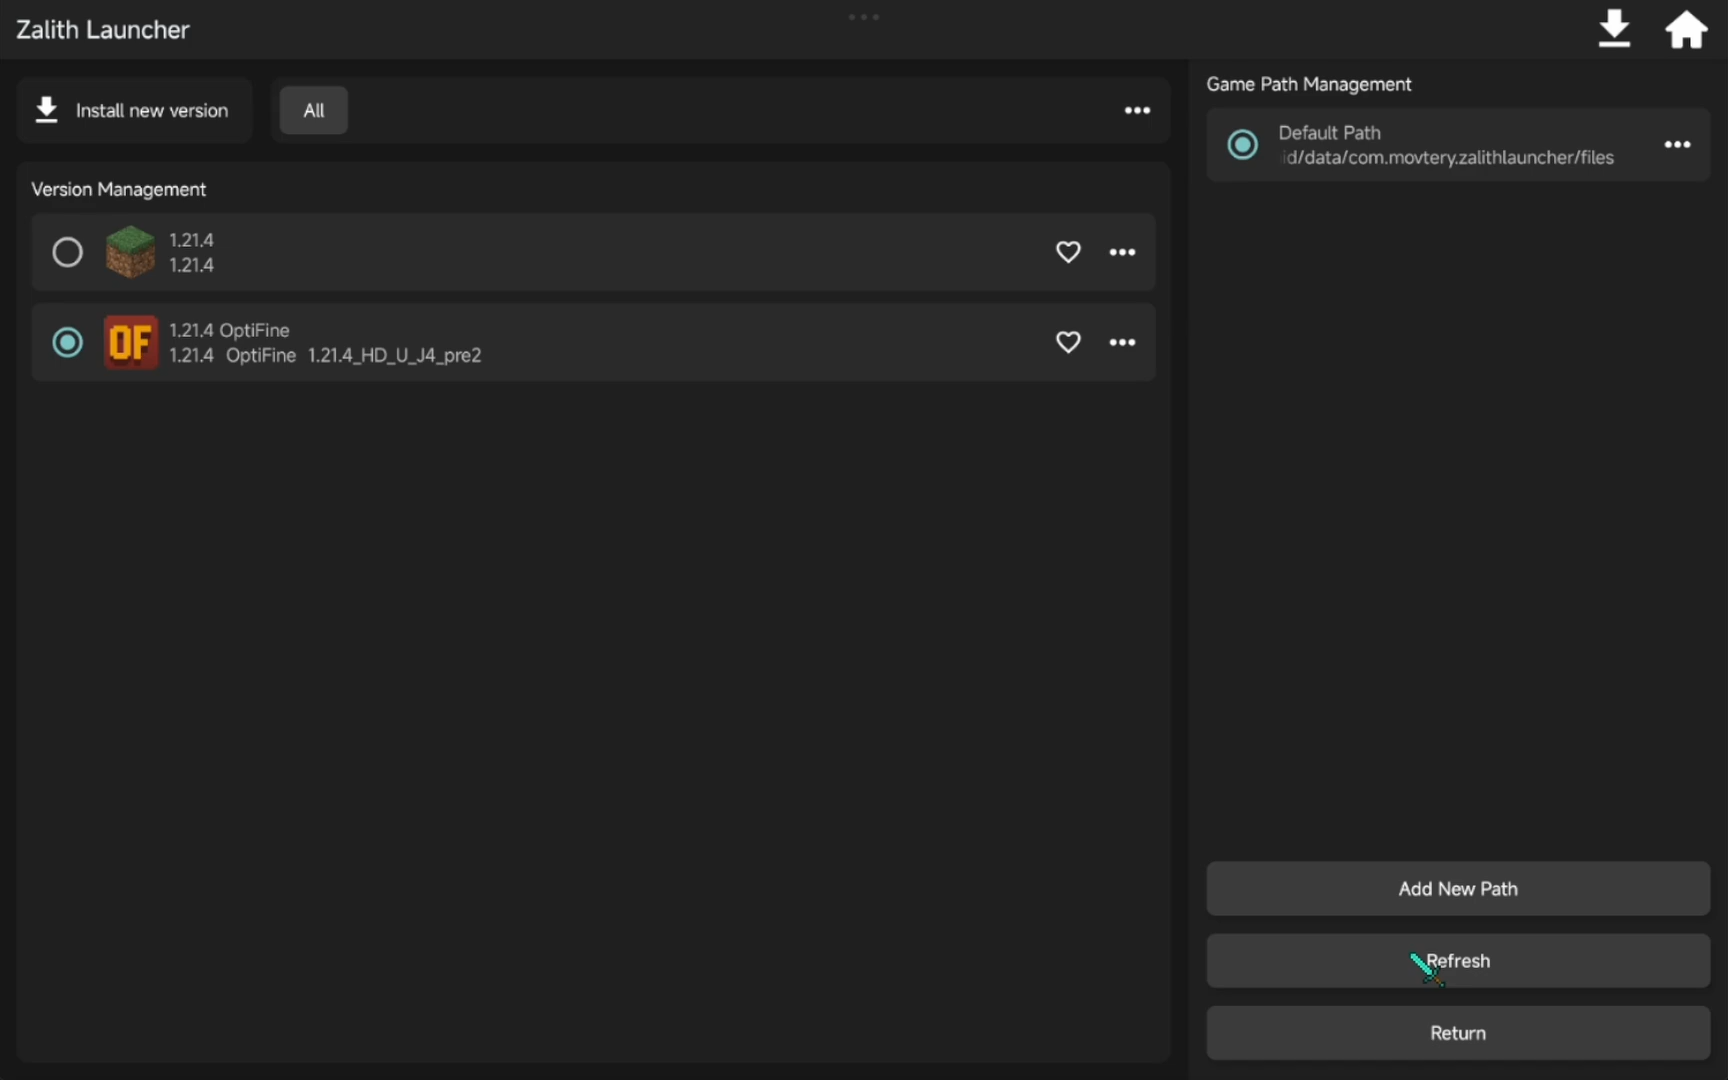 Zalith Launcher
Install new version
All
Version Management
1.21.4
1.21.4
OF
1.21.4 OptiFine
1.21.4 OptiFine 1.21.4_HD_U_J4_pre2
Game Path Management
Default Path
id/data/com.movtery.zalithlauncher/files
Add New Path
Refresh
Return